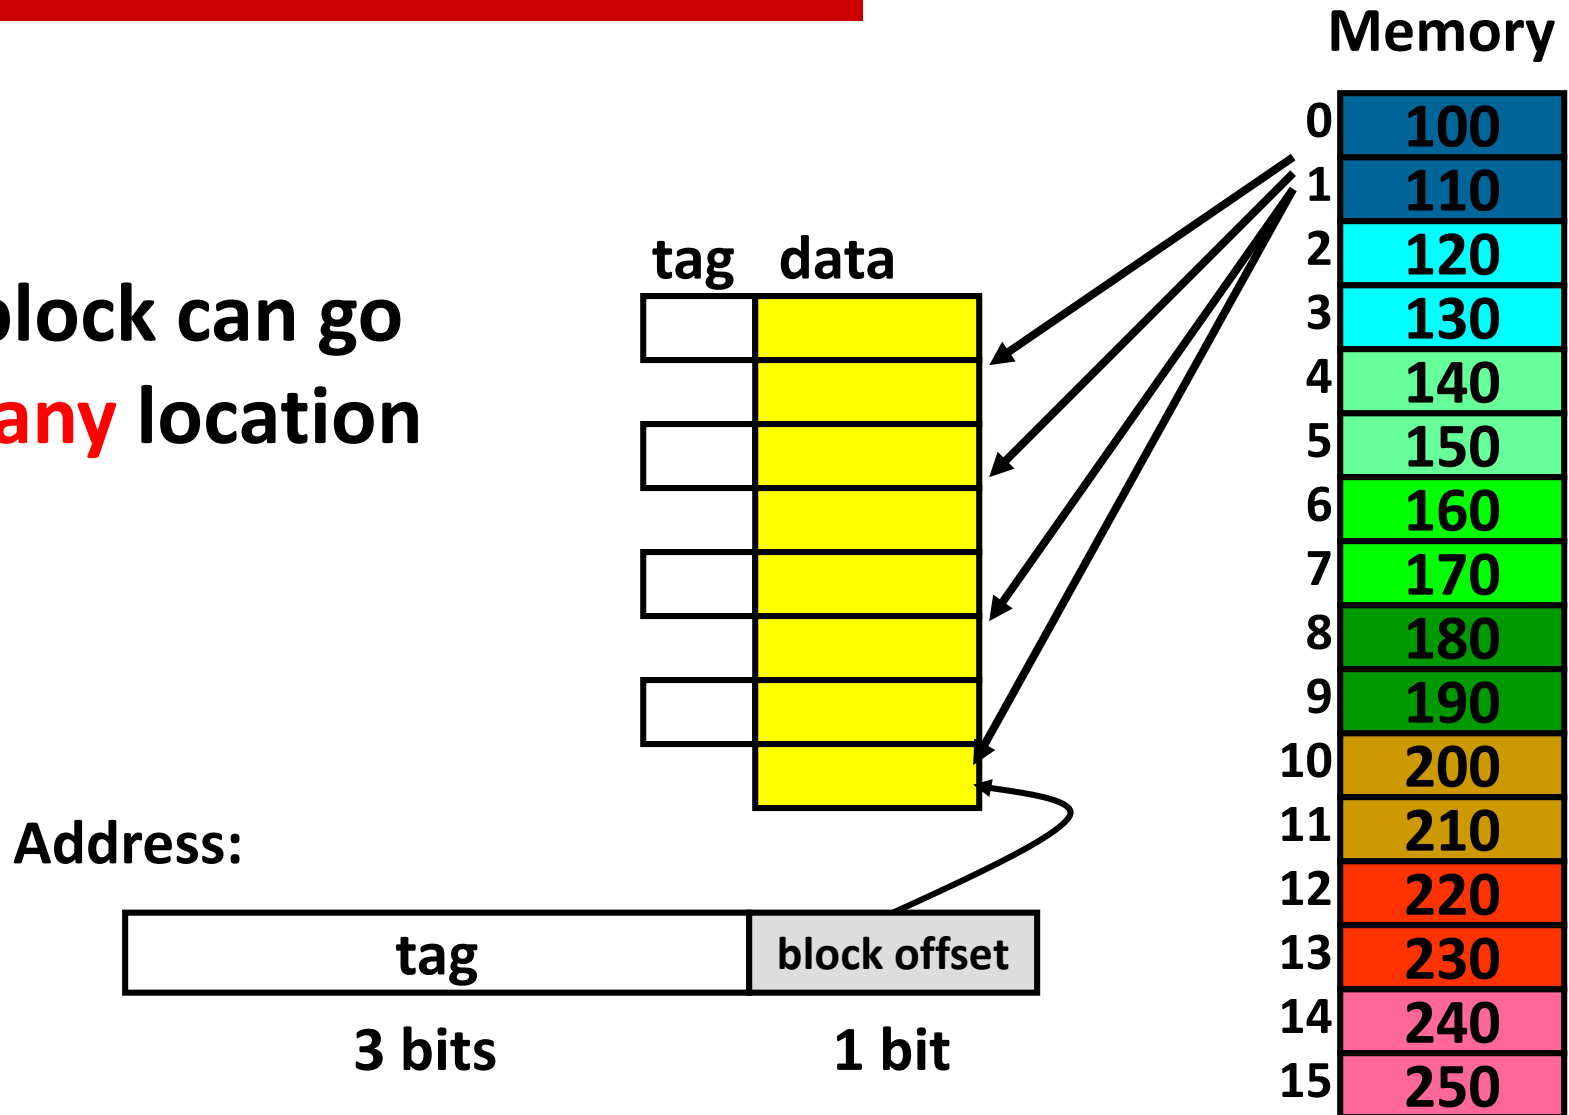 Memory
0 100
1 110
2 120
3 130
4 140
5 150
6 160
7 170
8 180
9 190
10 200
11 210
12 220
13 230
14 240
15 250
tag data
block can go
any location
Address:
tag block offset
3 bits 1 bit